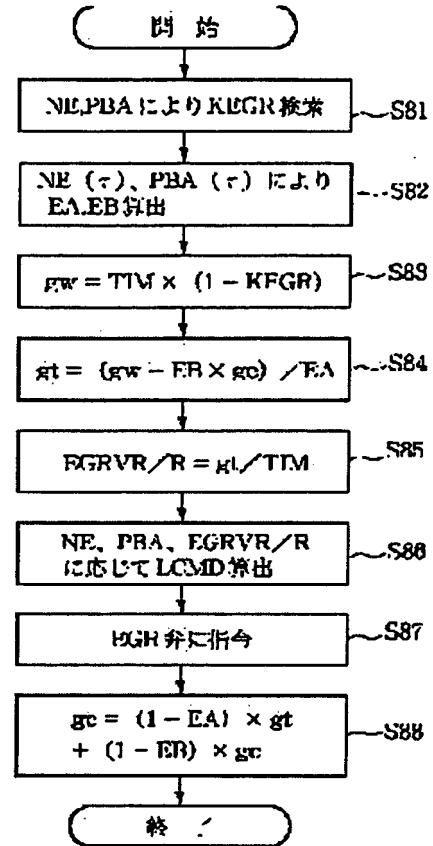 開 始
NE,PBAによりKEGR検索
S81
NE (τ)、PBA (τ) により
EA,EB算出
S82
gw = TIM × (1 − KEGR)
S83
gt = (gw − EB × gc) ／EA
S84
EGRVR／R = gt／TIM
S85
NE、PBA、EGRVR／R
に応じてLCMD算出
S86
EGR弁に指令
S87
gc = (1 − EA) × gt
+ (1 − EB) × gc
S88
終 了